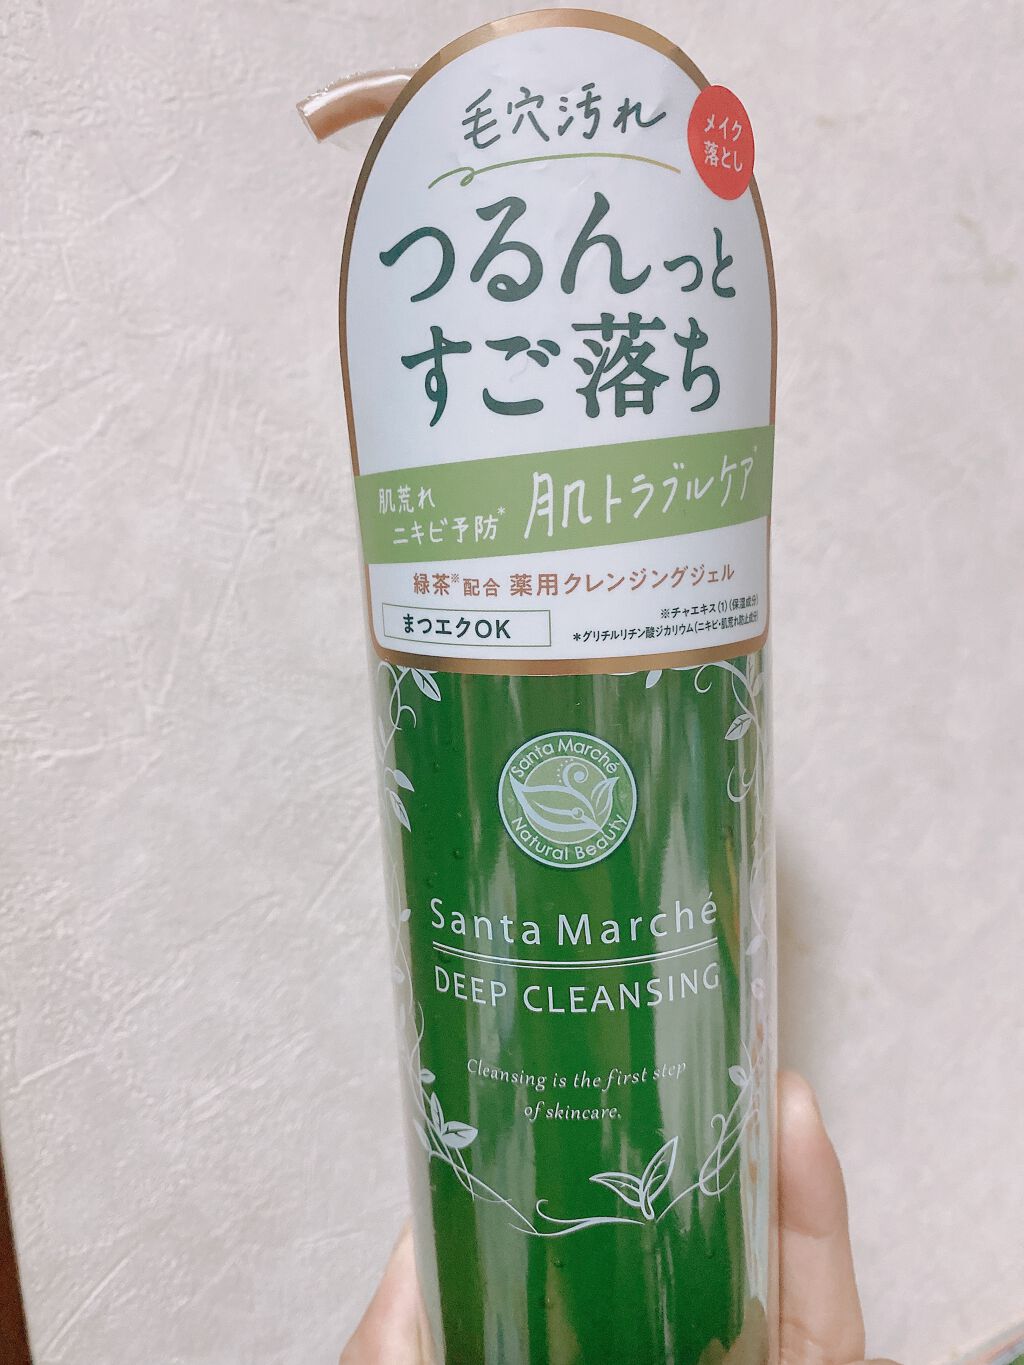 毛穴汚れ
メイク
落とし
つるんっと
すご落ち
肌荒れ
ニキビ予防*
肌トラブルケア*
緑茶※配合 薬用クレンジングジェル
まつエクOK
※チャエキス(1)(保湿成分)
*グリチルリチン酸ジカリウム(ニキビ・肌荒れ防止成分)
Santa Marché
Natural Beauty
Santa Marché
DEEP CLEANSING
Cleansing is the first step
of skincare.